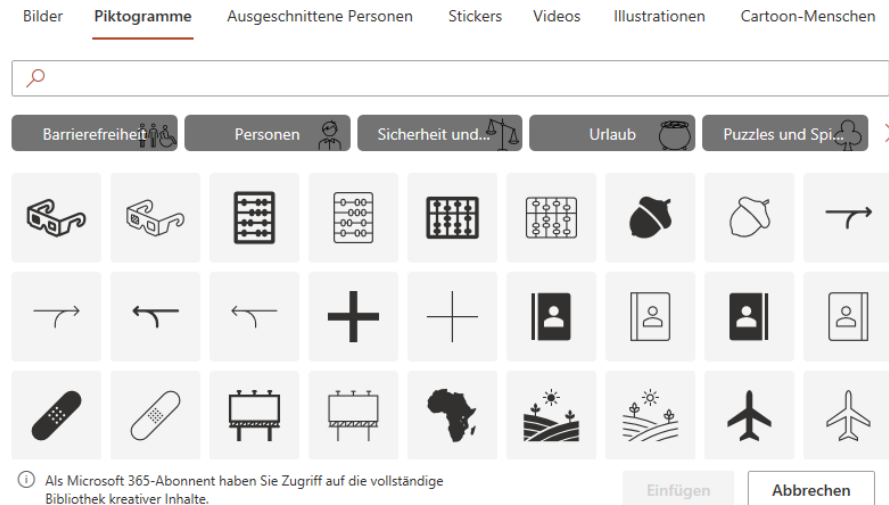 Bilder Piktogramme Ausgeschnittene Personen Stickers Videos Illustrationen Cartoon-Menschen
Barrierefreiheit Personen Sicherheit und... Urlaub Puzzles und Spi...
Als Microsoft 365-Abonnent haben Sie Zugriff auf die vollständige
Bibliothek kreativer Inhalte.
Einfügen Abbrechen